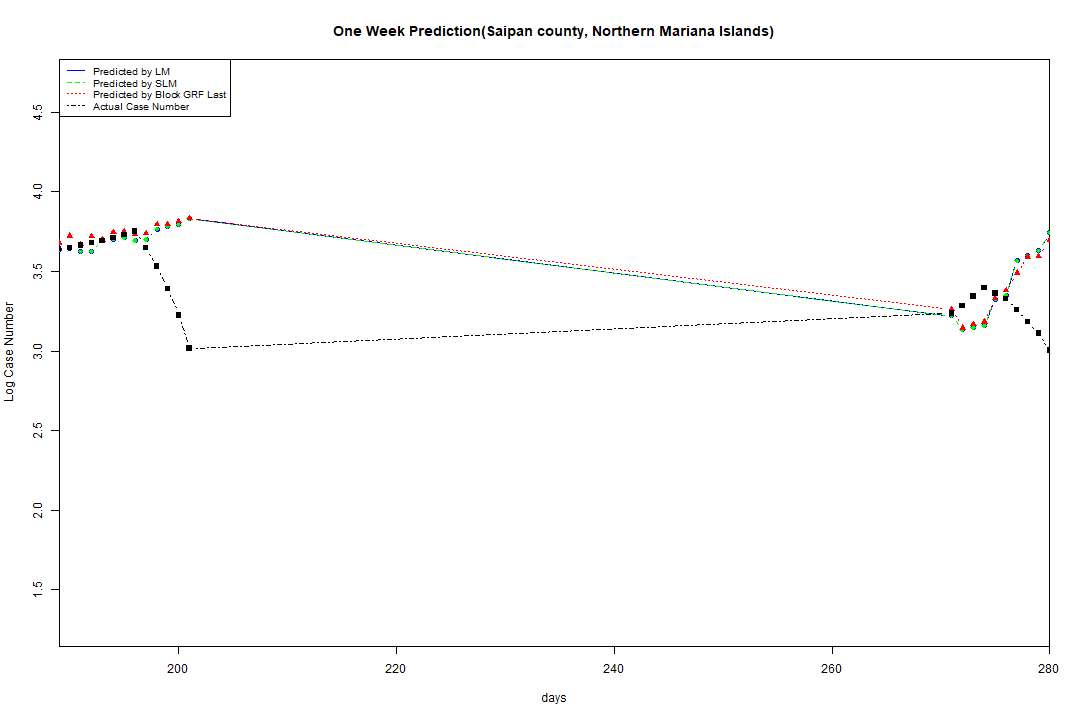 One Week Prediction(Saipan county, Northern Mariana Islands)
Predicted by LM
Predicted by SLM
Predicted by Block GRF Last
Actual Case Number
4.5
4.0
3.5
3.0
2.5
2.0
1.5
Log Case Number
200 220 240 260 280
days